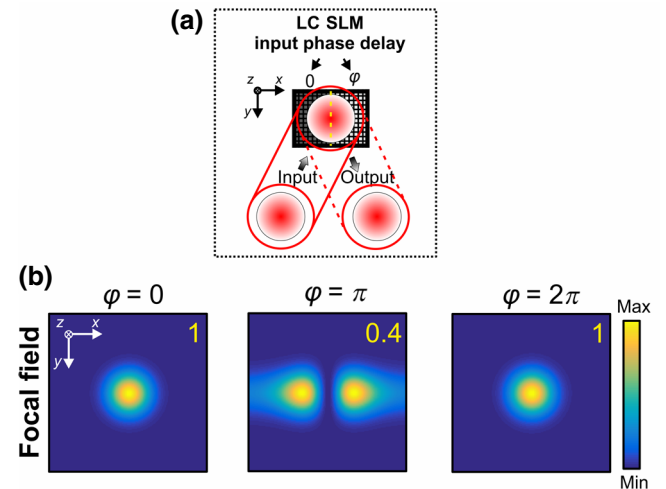 (a)
LC SLM
input phase delay
0 φ
z x
y
Input Output
(b)
φ = 0 φ = π φ = 2π
Max
Focal field
z x
y
1
0.4
1
Min